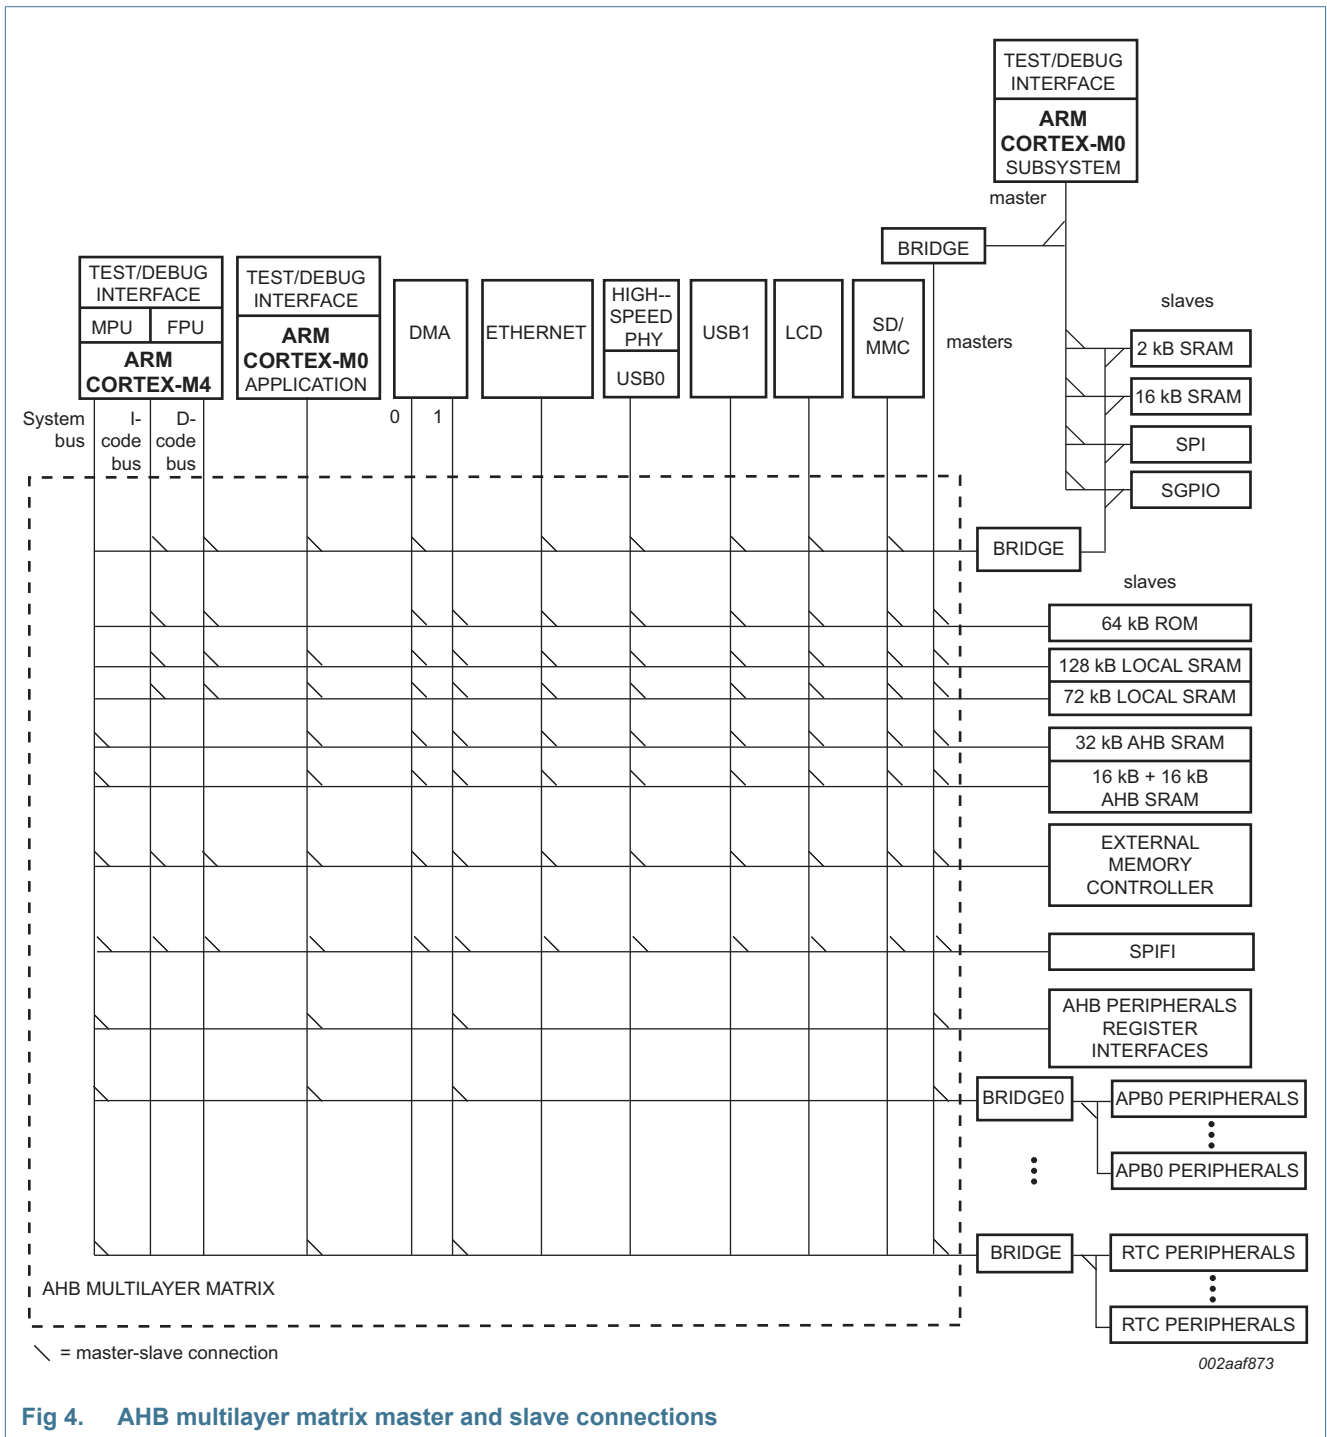 TEST/DEBUG
INTERFACE
ARM
CORTEX-M0
SUBSYSTEM
master
BRIDGE
TEST/DEBUG
INTERFACE
MPU
FPU
ARM
CORTEX-M4
TEST/DEBUG
INTERFACE
ARM
CORTEX-M0
APPLICATION
DMA
ETHERNET
HIGH--
SPEED
PHY
USB0
USB1
LCD
SD/
MMC
masters
slaves
2 kB SRAM
16 kB SRAM
SPI
SGPIO
System
bus
I-
code
bus
D-
code
bus
0
1
BRIDGE
slaves
64 kB ROM
128 kB LOCAL SRAM
72 kB LOCAL SRAM
32 kB AHB SRAM
16 kB + 16 kB
AHB SRAM
EXTERNAL
MEMORY
CONTROLLER
SPIFI
AHB PERIPHERALS
REGISTER
INTERFACES
BRIDGE0
APB0 PERIPHERALS
APB0 PERIPHERALS
BRIDGE
RTC PERIPHERALS
RTC PERIPHERALS
AHB MULTILAYER MATRIX
= master-slave connection
002aaf873
Fig 4. AHB multilayer matrix master and slave connections